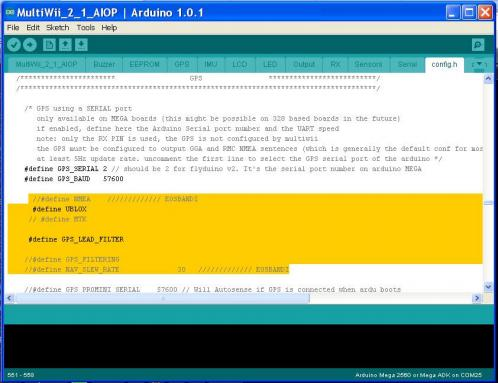 MultiWii_2_1_AIOP | Arduino 1.0.1
File Edit Sketch Tools Help
MultiWii_2_1_AIOP Buzzer EEPROM GPS IMU LCD LED Output RX Sensors Serial config.h
/************************ GPS ****************************/
/************************************************************************************/
/* GPS using a SERIAL port
only available on MEGA boards (this might be possible on 328 based boards in the future)
if enabled, define here the Arduino Serial port number and the UART speed
note: only the RX PIN is used, the GPS is not configured by multiwii
the GPS must be configured to output GGA and RMC NMEA sentences (which is generally the default conf for mos
at least 5Hz update rate. uncomment the first line to select the GPS serial port of the arduino */
#define GPS_SERIAL 2 // should be 2 for flyduino v2. It's the serial port number on arduino MEGA
#define GPS_BAUD 57600
//#define NMEA ///////////// EOSBANDI
#define UBLOX
// #define MTK
#define GPS_LEAD_FILTER
//#define GPS_FILTERING
//#define NAV_SLEW_RATE 30 ///////////// EOSBANDI
//#define GPS_PROMINI_SERIAL 57600 // Will Autosense if GPS is connected when ardu boots
551 - 559
Arduino Mega 2560 or Mega ADK on COM25